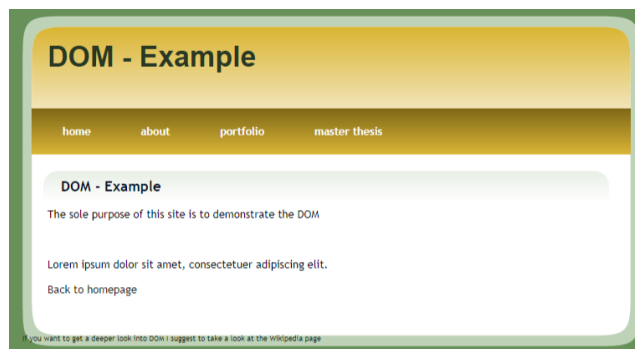 DOM - Example
home about portfolio master thesis
DOM - Example
The sole purpose of this site is to demonstrate the DOM
Lorem ipsum dolor sit amet, consectetuer adipiscing elit.
Back to homepage
If you want to get a deeper look into DOM I suggest to take a look at the Wikipedia page